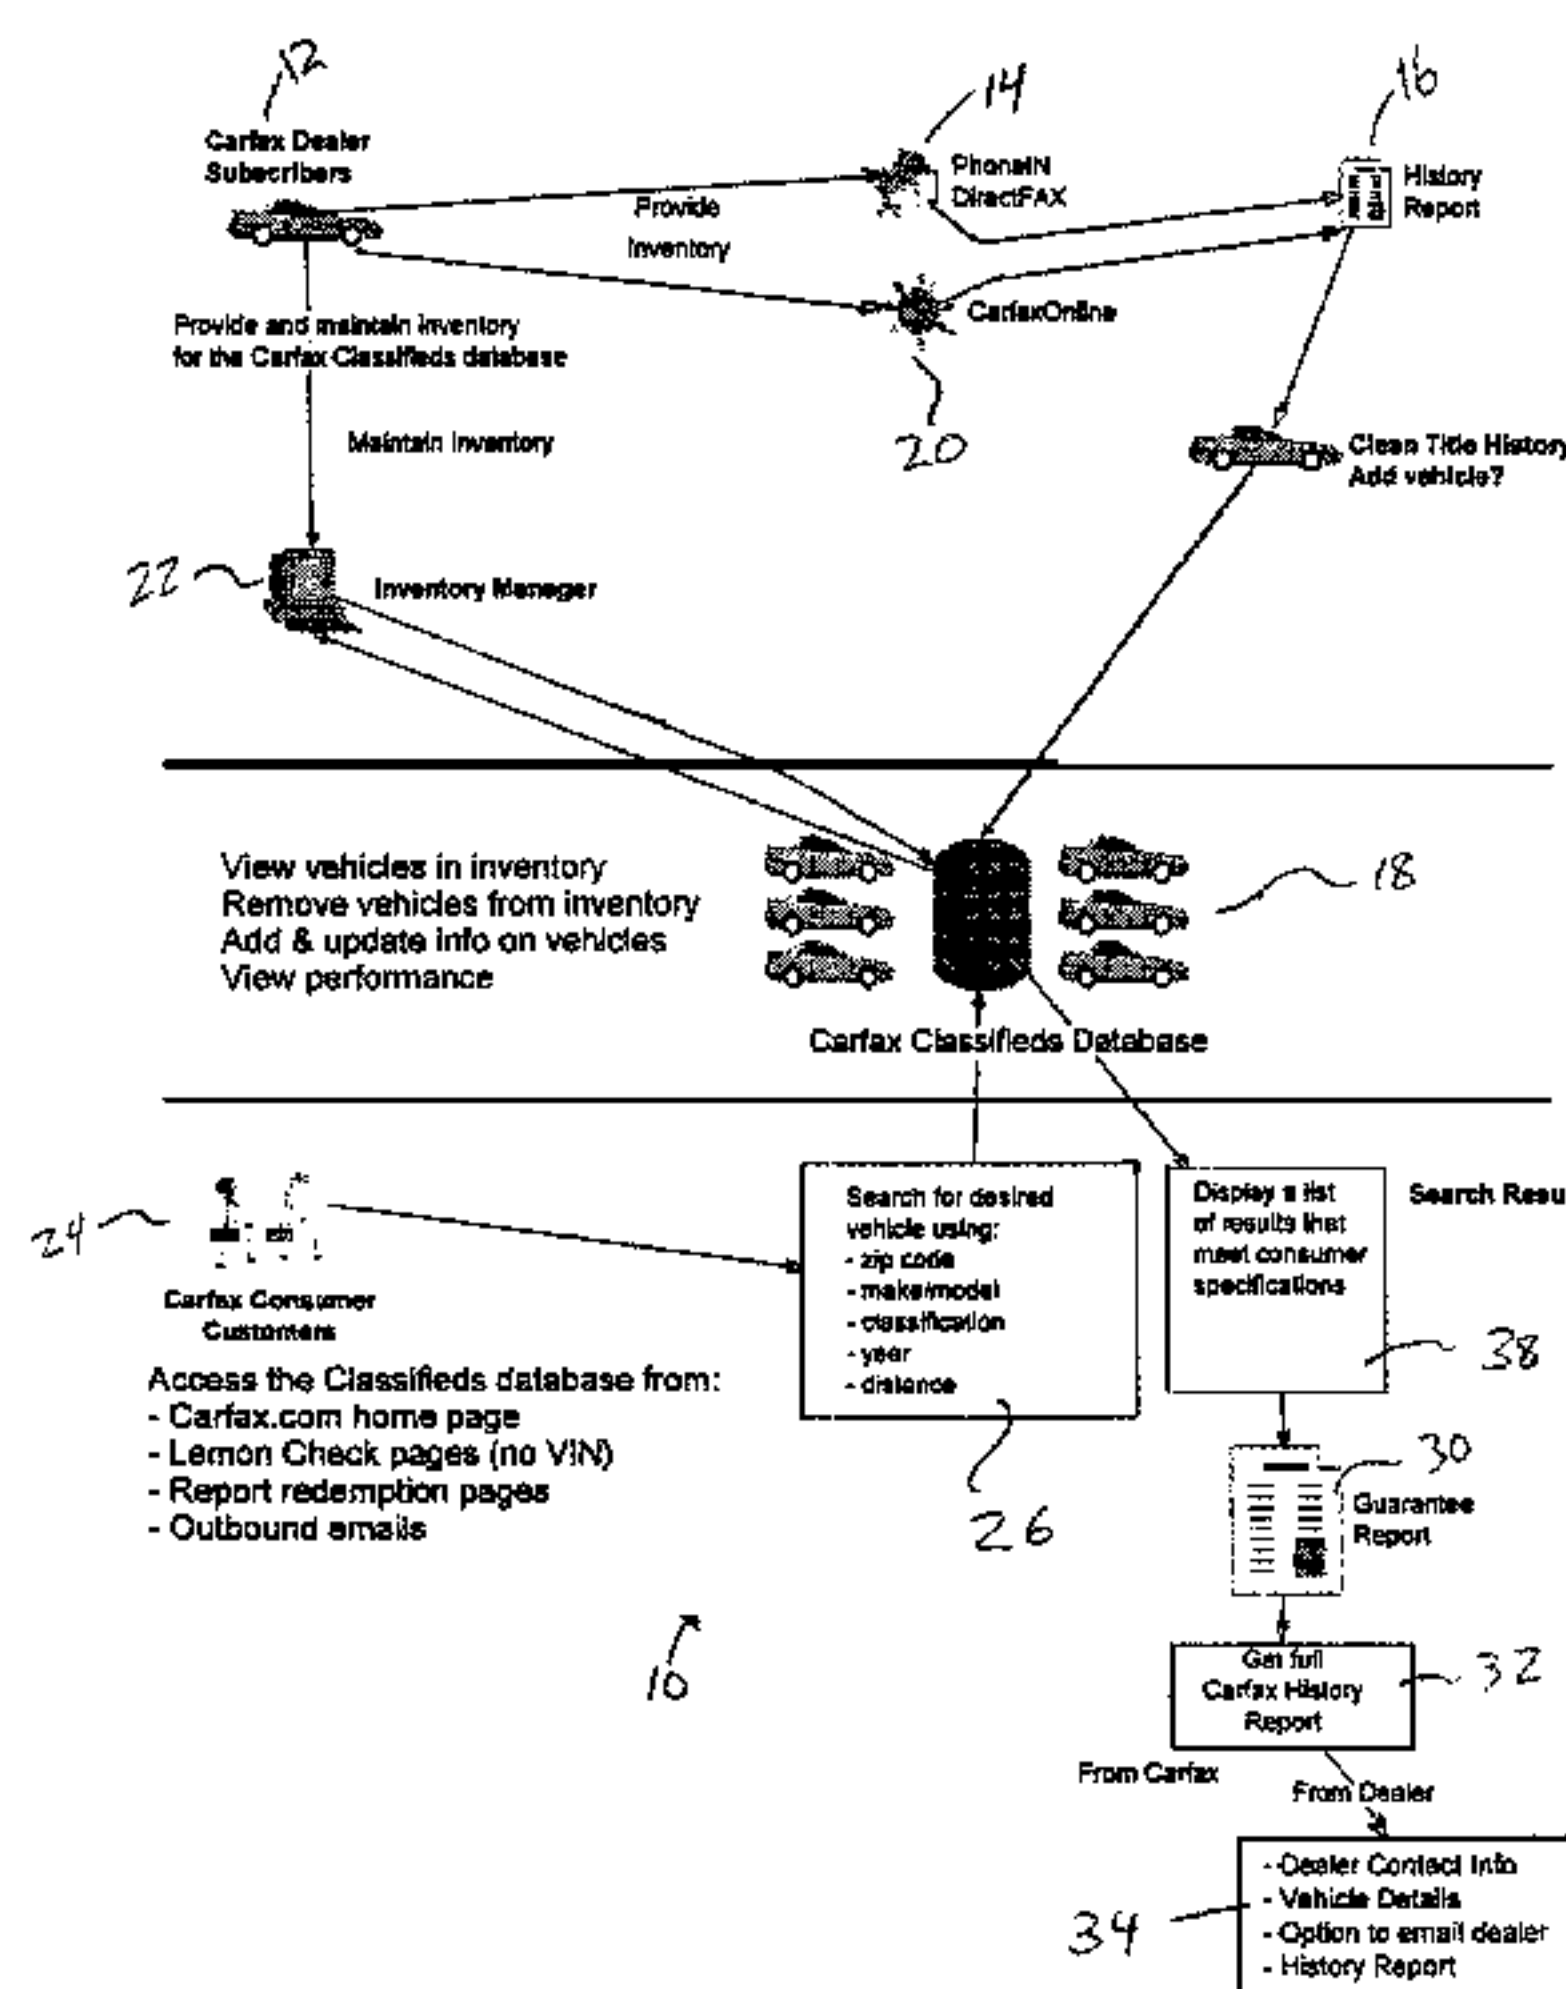 12
14
16
Carfax Dealer
Subscribers
PhoneIN
DirectFAX
History
Report
Provide
Inventory
CarfaxOnline
Provide and maintain inventory
for the Carfax Classifieds database
20
Maintain Inventory
Clean Title History
Add vehicle?
22
Inventory Manager
View vehicles in inventory
Remove vehicles from inventory
Add & update info on vehicles
View performance
18
Carfax Classifieds Database
24
Carfax Consumer
Customers
Search for desired
vehicle using:
- zip code
- make/model
- classification
- year
- distance
Display a list
of results that
meet consumer
specifications
Search Resu
38
Access the Classifieds database from:
- Carfax.com home page
- Lemon Check pages (no VIN)
- Report redemption pages
- Outbound emails
26
30
Guarantee
Report
10
Get full
Carfax History
Report
32
From Carfax
From Dealer
34
- Dealer Contact Info
- Vehicle Details
- Option to email dealer
- History Report